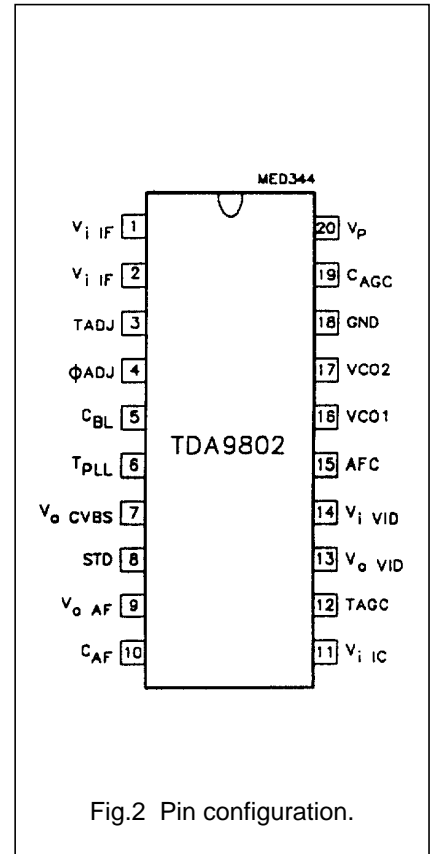 MED344
V_i IF 1
20 V_P
V_i IF 2
19 C_AGC
TADJ 3
18 GND
ΦADJ 4
17 VCO2
C_BL 5
16 VCO1
T_PLL 6
15 AFC
TDA9802
V_o CVBS 7
14 V_i VID
STD 8
13 V_o VID
V_o AF 9
12 TAGC
C_AF 10
11 V_i IC
Fig.2 Pin configuration.